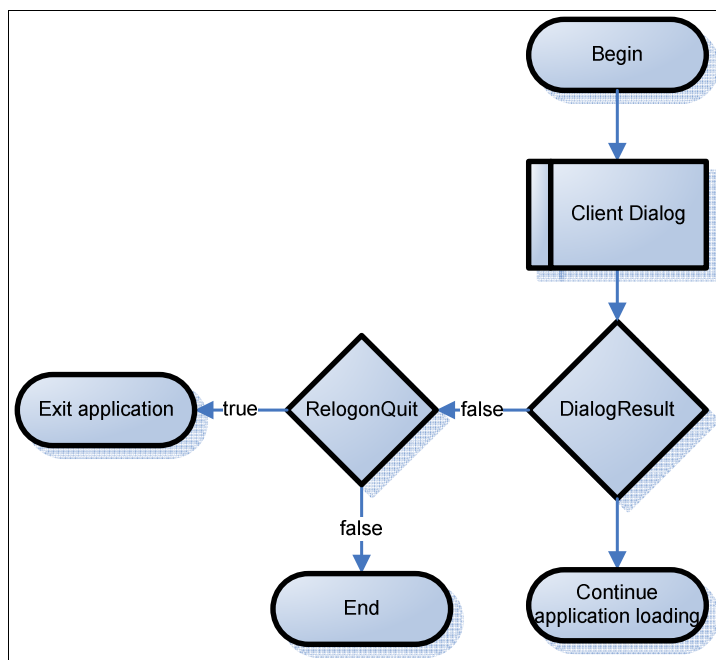 Begin
Client Dialog
DialogResult
false
RelogonQuit
true
Exit application
false
End
Continue
application loading